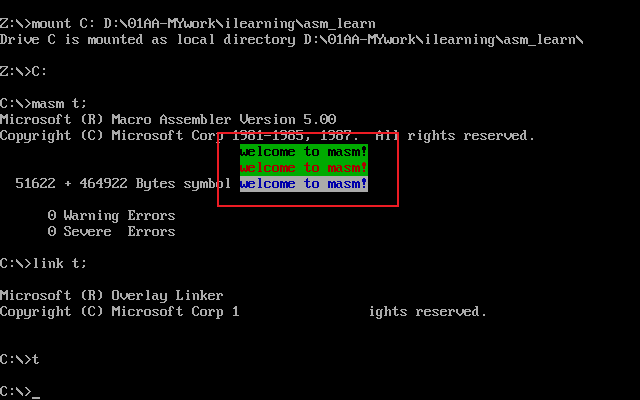 Z:\>mount C: D:\01AA-MYwork\ilearning\asm_learn
Drive C is mounted as local directory D:\01AA-MYwork\ilearning\asm_learn\
Z:\>C:
C:\>masm t;
Microsoft (R) Macro Assembler Version 5.00
Copyright (C) Microsoft Corp 1981-1985, 1987.  All rights reserved.
welcome to masm!
welcome to masm!
51622 + 464922 Bytes symbol welcome to masm!
0 Warning Errors
0 Severe  Errors
C:\>link t;
Microsoft (R) Overlay Linker
Copyright (C) Microsoft Corp 1                ights reserved.
C:\>t
C:\>_